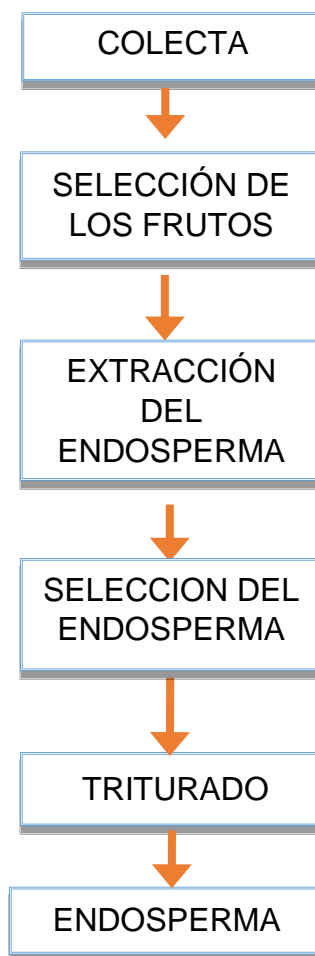 COLECTA
SELECCIÓN DE
LOS FRUTOS
EXTRACCIÓN
DEL
ENDOSPERMA
SELECCION DEL
ENDOSPERMA
TRITURADO
ENDOSPERMA